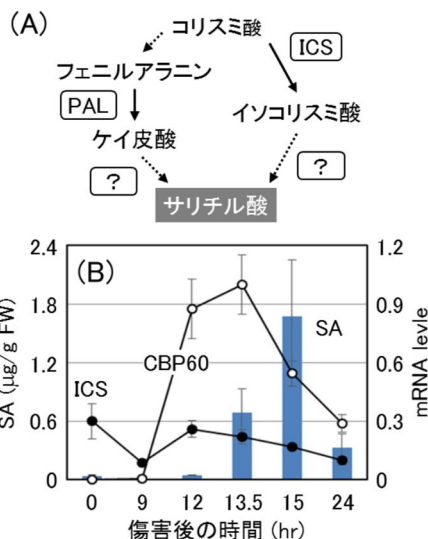 (A)
コリスミ酸
ICS
フェニルアラニン
PAL
イソコリスミ酸
ケイ皮酸
?
?
サリチル酸
(B)
2.4
1.8
1.2
0.6
0
SA (μg/g FW)
1.2
0.9
0.6
0.3
0
mRNA levle
SA
CBP60
ICS
0 9 12 13.5 15 24
傷害後の時間 (hr)